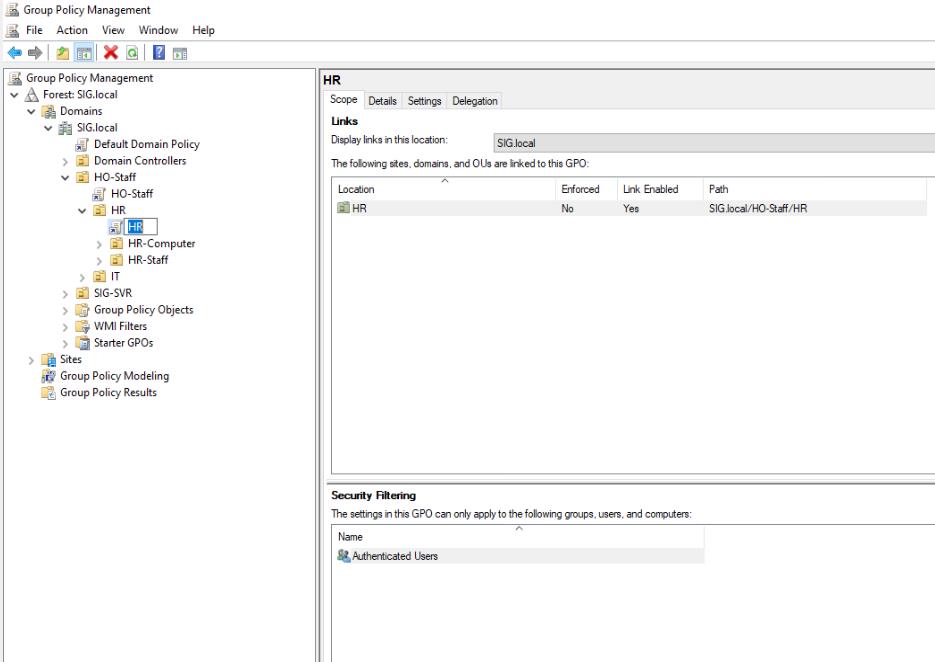 Group Policy Management
File Action View Window Help
Group Policy Management
Forest: SIG.local
Domains
SIG.local
Default Domain Policy
Domain Controllers
HO-Staff
HO-Staff
HR
HR
HR-Computer
HR-Staff
IT
SIG-SVR
Group Policy Objects
WMI Filters
Starter GPOs
Sites
Group Policy Modeling
Group Policy Results
HR
Scope Details Settings Delegation
Links
Display links in this location: SIG.local
The following sites, domains, and OUs are linked to this GPO:
Location Enforced Link Enabled Path
HR No Yes SIG.local/HO-Staff/HR
Security Filtering
The settings in this GPO can only apply to the following groups, users, and computers:
Name
Authenticated Users